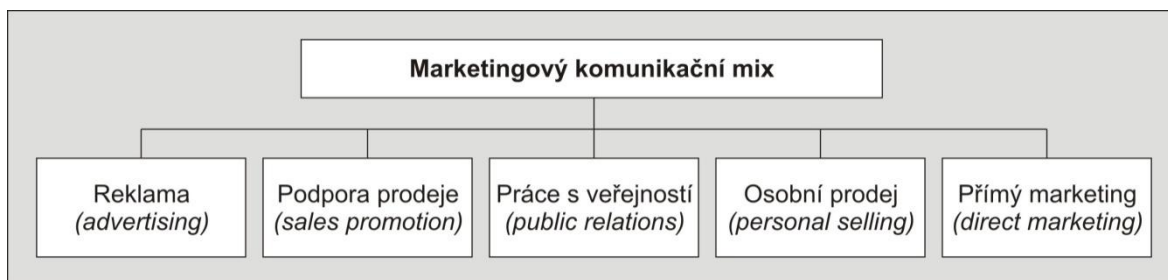 Marketingový komunikační mix
Reklama
(advertising)
Podpora prodeje
(sales promotion)
Práce s veřejností
(public relations)
Osobní prodej
(personal selling)
Přímý marketing
(direct marketing)